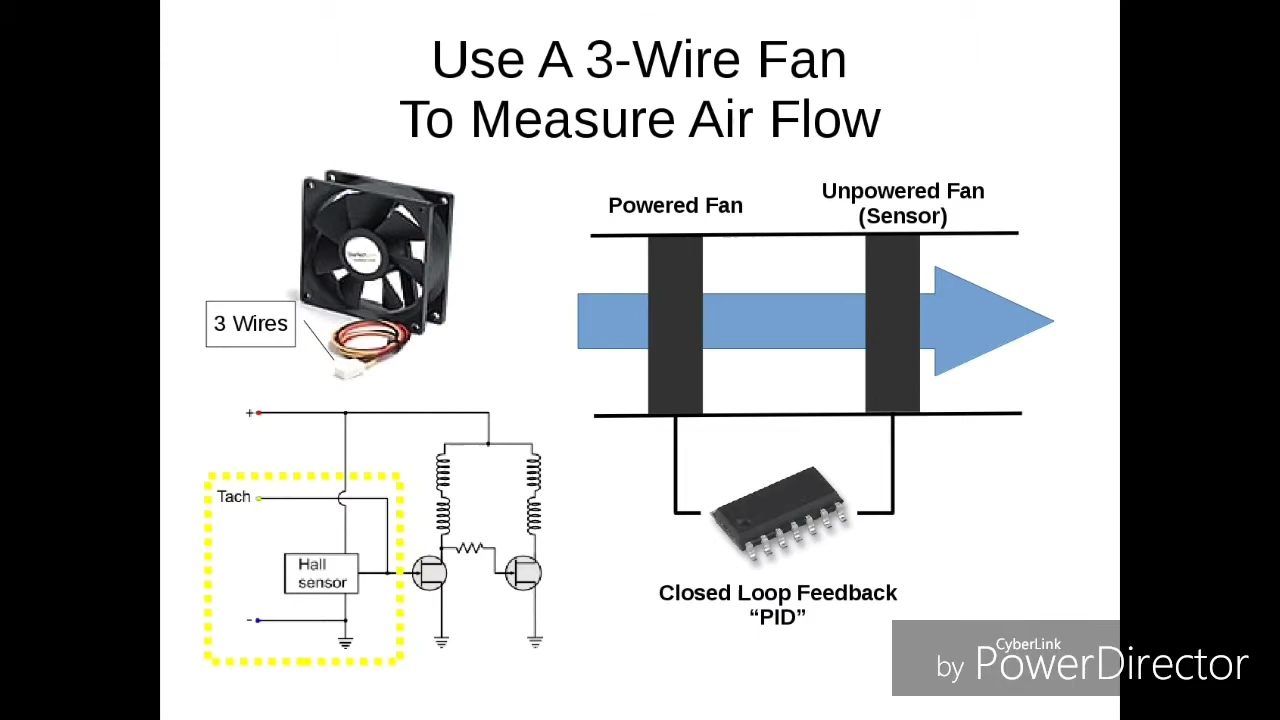 Use A 3-Wire Fan
To Measure Air Flow
3 Wires
Powered Fan
Unpowered Fan
(Sensor)
+
Tach
Hall
sensor
-
Closed Loop Feedback
“PID”
CyberLink
by PowerDirector